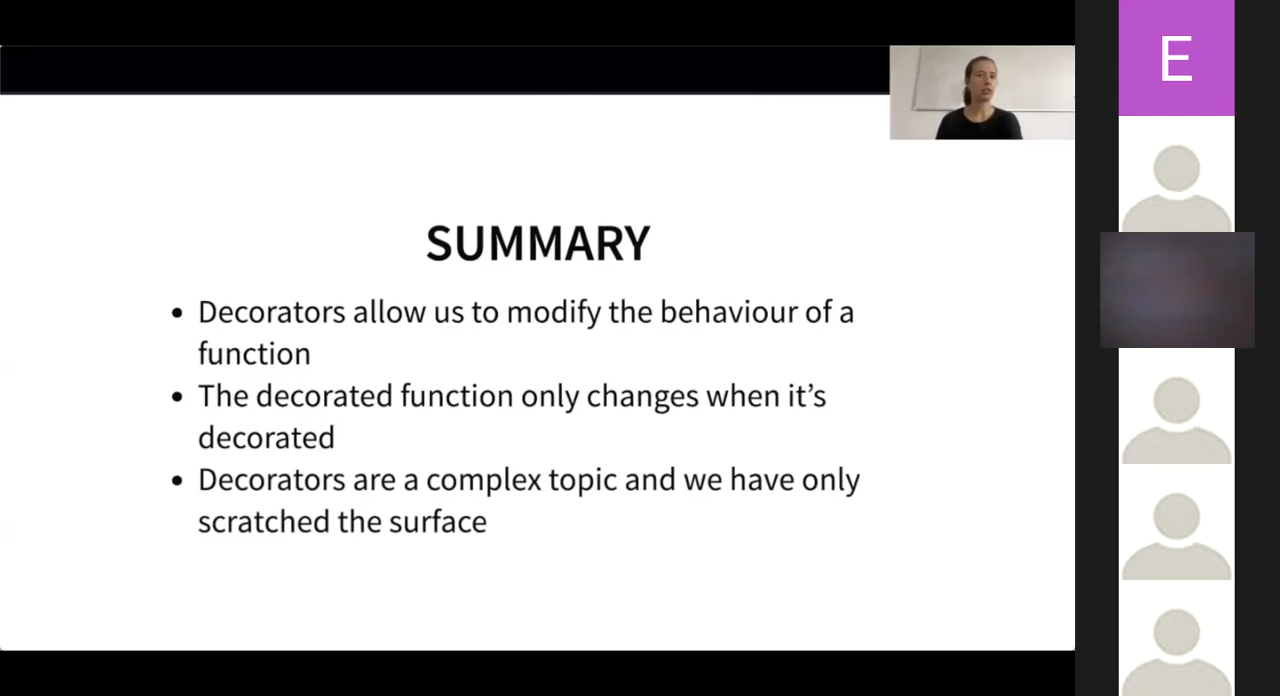 E
SUMMARY
• Decorators allow us to modify the behaviour of a
function
• The decorated function only changes when it’s
decorated
• Decorators are a complex topic and we have only
scratched the surface